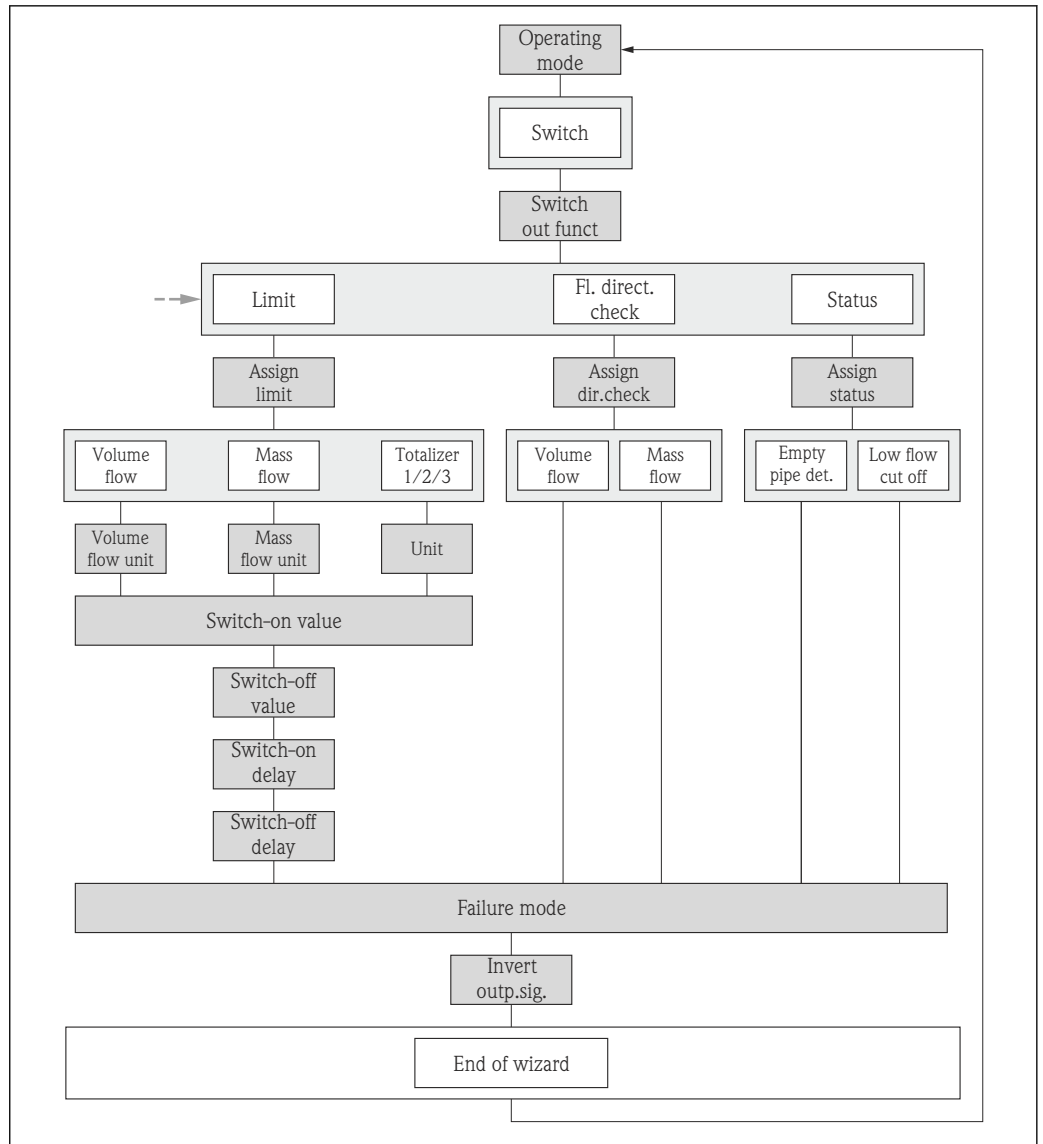 Operating
mode
Switch
Switch
out funct
Limit
Fl. direct.
check
Status
Assign
limit
Assign
dir.check
Assign
status
Volume
flow
Mass
flow
Totalizer
1/2/3
Volume
flow
Mass
flow
Empty
pipe det.
Low flow
cut off
Volume
flow unit
Mass
flow unit
Unit
Switch-on value
Switch-off
value
Switch-on
delay
Switch-off
delay
Failure mode
Invert
outp.sig.
End of wizard